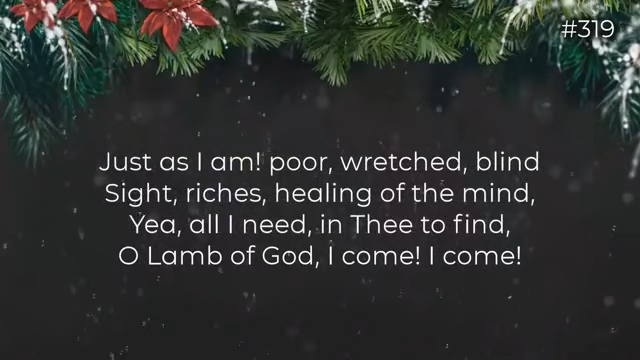 #319
Just as I am! poor, wretched, blind
Sight, riches, healing of the mind,
Yea, all I need, in Thee to find,
O Lamb of God, I come! I come!